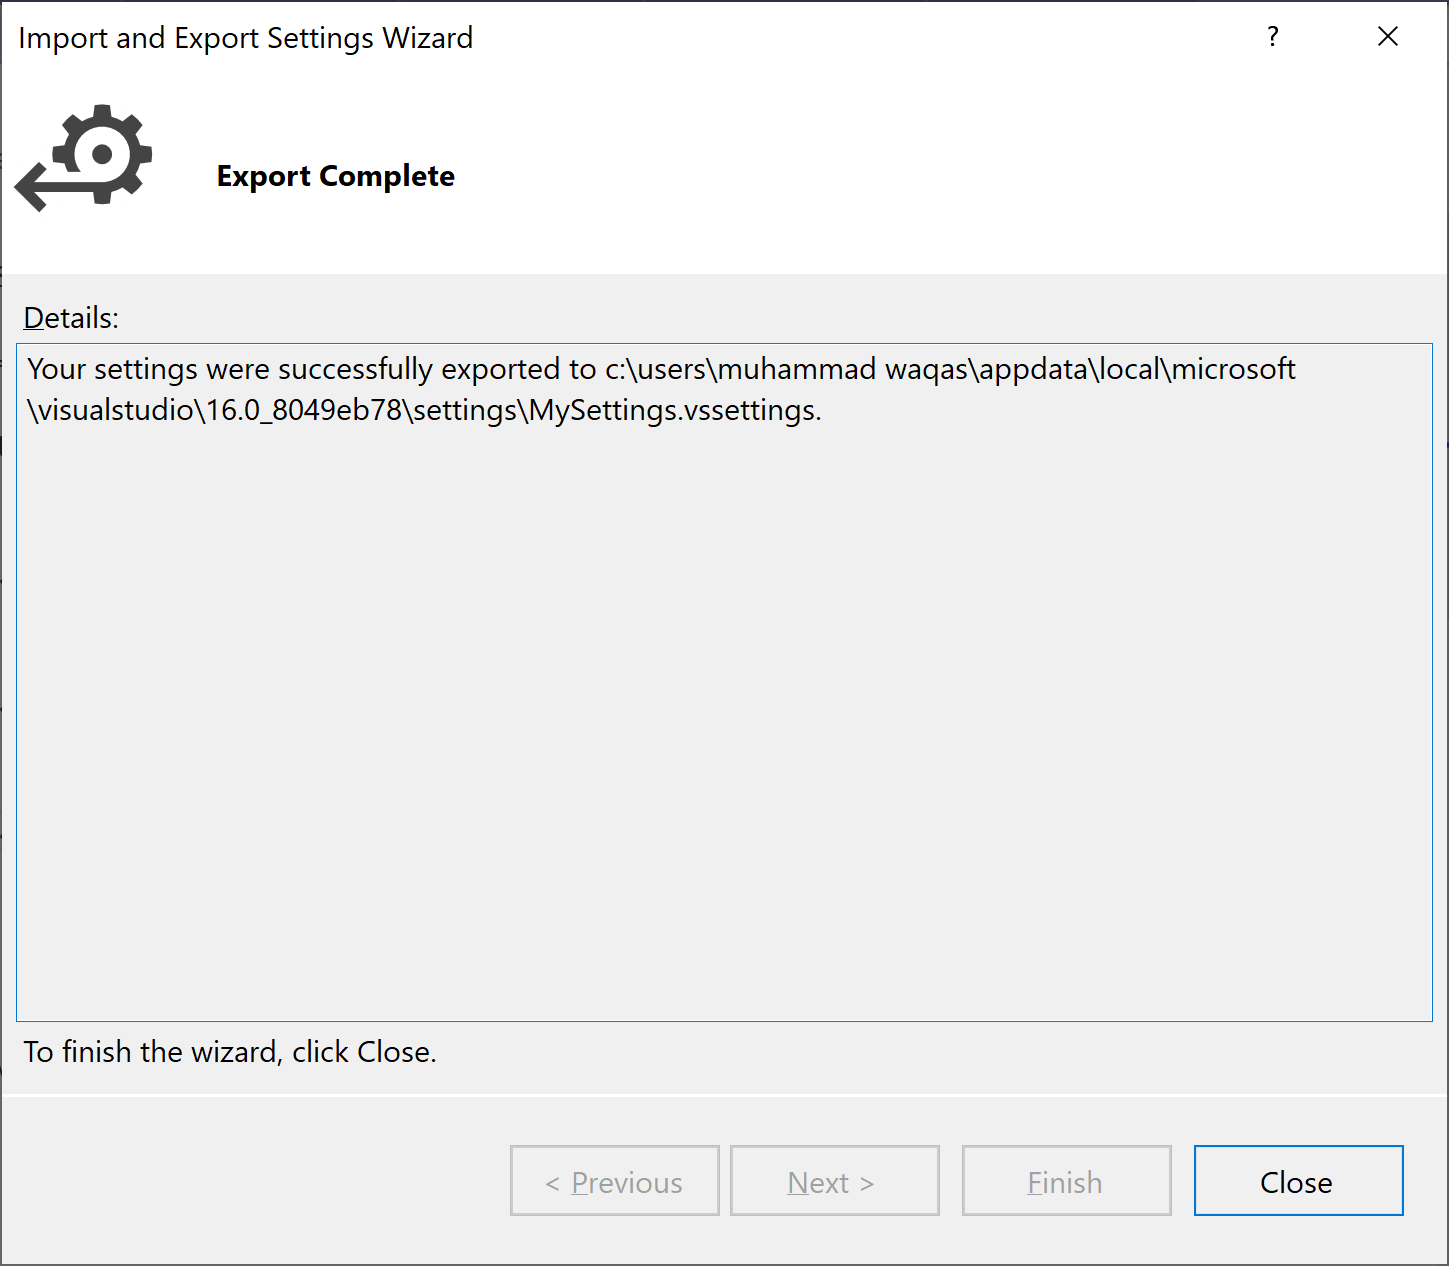 Import and Export Settings Wizard
?
Export Complete
Details:
Your settings were successfully exported to c:\users\muhammad waqas\appdata\local\microsoft
\visualstudio\16.0_8049eb78\settings\MySettings.vssettings.
To finish the wizard, click Close.
< Previous
Next >
Finish
Close